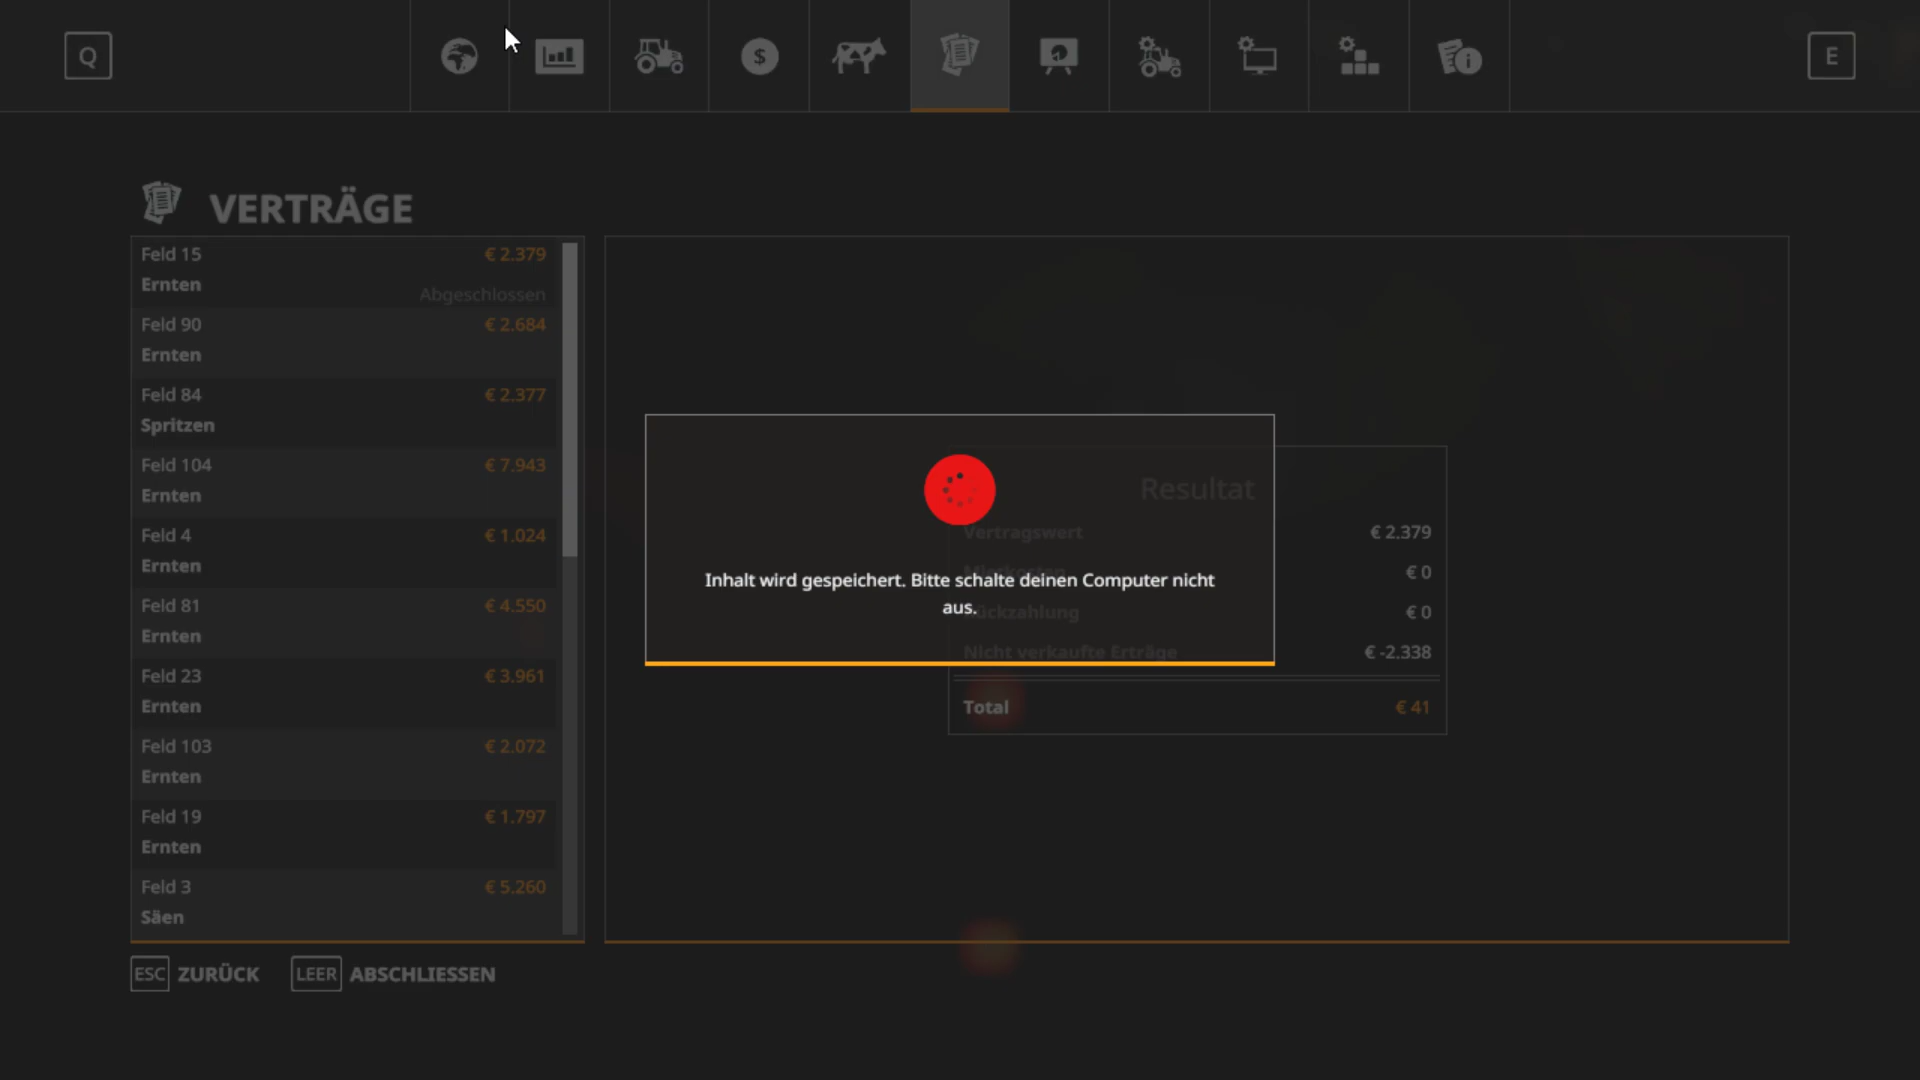 Q
E
VERTRÄGE
Feld 15 € 2.379
Ernten
Abgeschlossen
Feld 90 € 2.684
Ernten
Feld 84 € 2.377
Spritzen
Feld 104 € 7.943
Ernten
Feld 4 € 1.024
Ernten
Feld 81 € 4.550
Ernten
Feld 23 € 3.961
Ernten
Feld 103 € 2.072
Ernten
Feld 19 € 1.797
Ernten
Feld 3 € 5.260
Säen
Inhalt wird gespeichert. Bitte schalte deinen Computer nicht
aus.
Resultat
Vertragswert € 2.379
Mietkosten € 0
Rückzahlung € 0
Nicht verkaufte Erträge € -2.338
Total € 41
ESC ZURÜCK LEER ABSCHLIESSEN